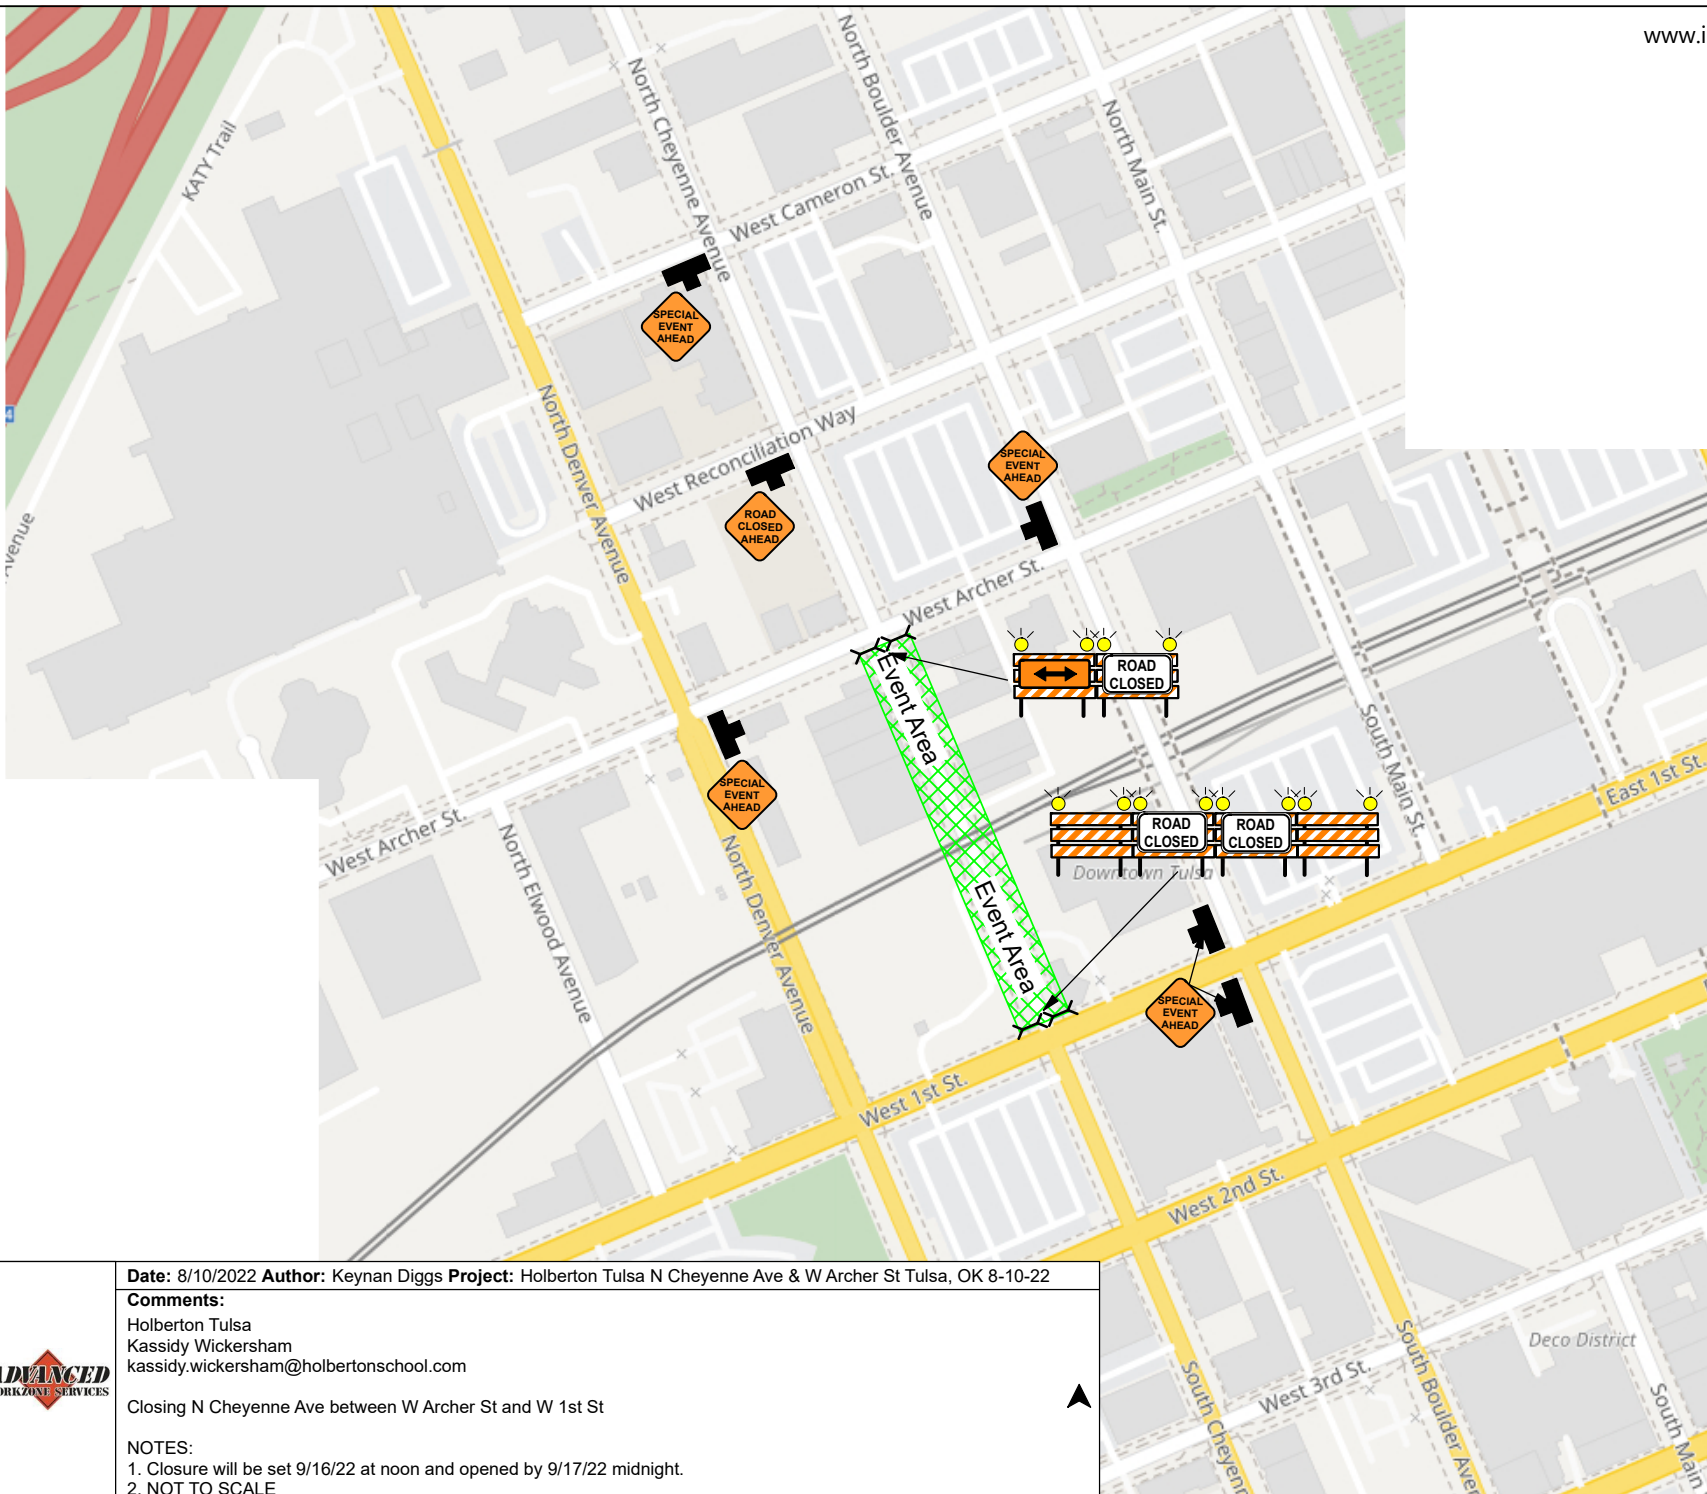 www.i
North Cheyenne Avenue
North Boulder Avenue
North Main St.
KATY Trail
West Cameron St.
SPECIAL
EVENT
AHEAD
North Denver Avenue
West Reconciliation Way
SPECIAL
EVENT
AHEAD
ROAD
CLOSED
AHEAD
4
Avenue
West Archer St.
Event Area
ROAD
CLOSED
South Main St.
East 1st St.
SPECIAL
EVENT
AHEAD
West Archer St.
North Elwood Avenue
North Denver Avenue
ROAD
CLOSED
ROAD
CLOSED
Downtown Tulsa
Event Area
SPECIAL
EVENT
AHEAD
West 1st St.
West 2nd St.
Deco District
West 3rd St.
South Cheyenn
South Boulder Aven
South Main
Date: 8/10/2022 Author: Keynan Diggs Project: Holberton Tulsa N Cheyenne Ave & W Archer St Tulsa, OK 8-10-22
Comments:
Holberton Tulsa
Kassidy Wickersham
kassidy.wickersham@holbertonschool.com
ADVANCED
WORKZONE SERVICES
Closing N Cheyenne Ave between W Archer St and W 1st St
NOTES:
1. Closure will be set 9/16/22 at noon and opened by 9/17/22 midnight.
2. NOT TO SCALE